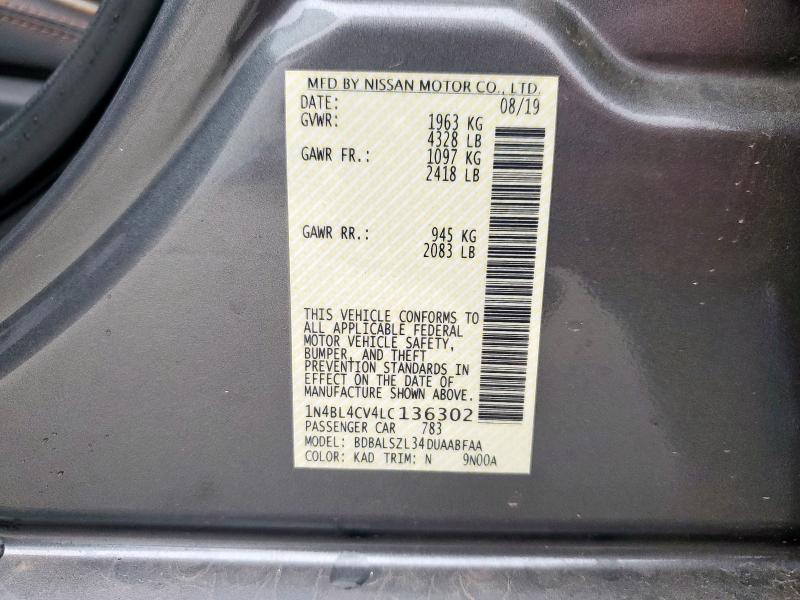 MFD BY NISSAN MOTOR CO., LTD.
DATE: 08/19
GVWR: 1963 KG
4328 LB
GAWR FR.: 1097 KG
2418 LB
GAWR RR.: 945 KG
2083 LB
THIS VEHICLE CONFORMS TO
ALL APPLICABLE FEDERAL
MOTOR VEHICLE SAFETY,
BUMPER, AND THEFT
PREVENTION STANDARDS IN
EFFECT ON THE DATE OF
MANUFACTURE SHOWN ABOVE.
1N4BL4CV4LC136302
PASSENGER CAR 783
MODEL: BDBALSZL34DUAABFAA
COLOR: KAD TRIM: N 9N00A